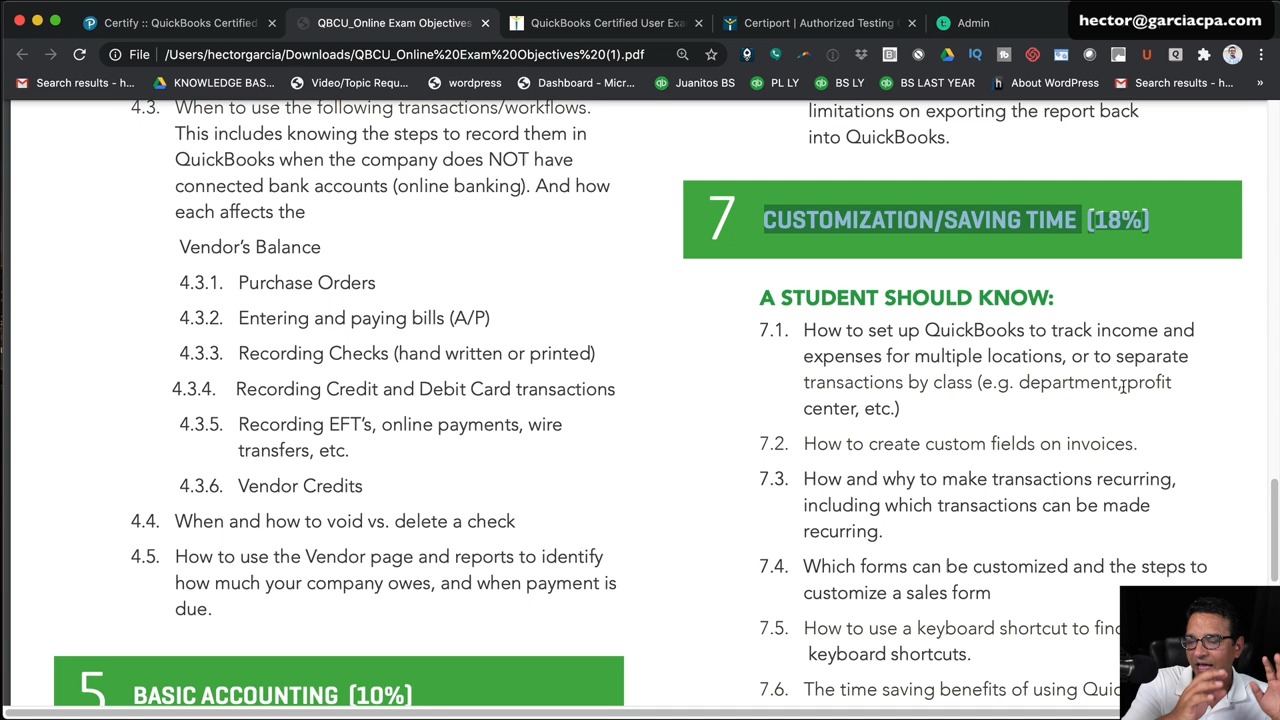 Certify :: QuickBooks Certified
QBCU_Online Exam Objectives
QuickBooks Certified User Exam
Certiport | Authorized Testing
Admin
hector@garciacpa.com
File
/Users/hectorgarcia/Downloads/QBCU_Online%20Exam%20Objectives%20(1).pdf
Search results - h...
KNOWLEDGE BAS...
Video/Topic Requ...
wordpress
Dashboard - Micr...
Juanitos BS
PL LY
BS LY
BS LAST YEAR
About WordPress
Search results - h...
4.3. When to use the following transactions/workflows.
This includes knowing the steps to record them in
QuickBooks when the company does NOT have
connected bank accounts (online banking). And how
each affects the
Vendor's Balance
4.3.1. Purchase Orders
4.3.2. Entering and paying bills (A/P)
4.3.3. Recording Checks (hand written or printed)
4.3.4. Recording Credit and Debit Card transactions
4.3.5. Recording EFT's, online payments, wire
transfers, etc.
4.3.6. Vendor Credits
4.4. When and how to void vs. delete a check
4.5. How to use the Vendor page and reports to identify
how much your company owes, and when payment is
due.
5 BASIC ACCOUNTING (10%)
limitations on exporting the report back
into QuickBooks.
7 CUSTOMIZATION/SAVING TIME (18%)
A STUDENT SHOULD KNOW:
7.1. How to set up QuickBooks to track income and
expenses for multiple locations, or to separate
transactions by class (e.g. department, profit
center, etc.)
7.2. How to create custom fields on invoices.
7.3. How and why to make transactions recurring,
including which transactions can be made
recurring.
7.4. Which forms can be customized and the steps to
customize a sales form
7.5. How to use a keyboard shortcut to find
keyboard shortcuts.
7.6. The time saving benefits of using